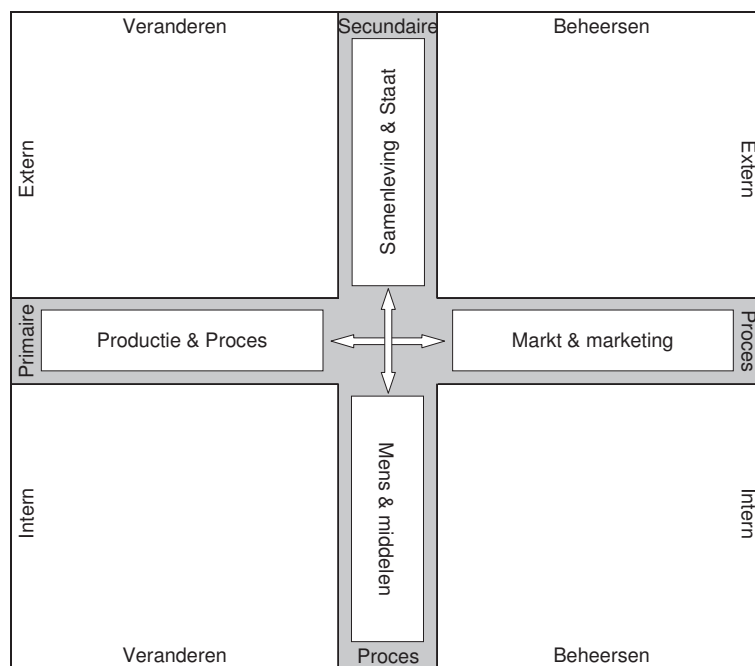 Veranderen
Secundaire
Beheersen
Extern
Samenleving & Staat
Extern
Primaire
Productie & Proces
Markt & marketing
Proces
Intern
Mens & middelen
Intern
Veranderen
Proces
Beheersen